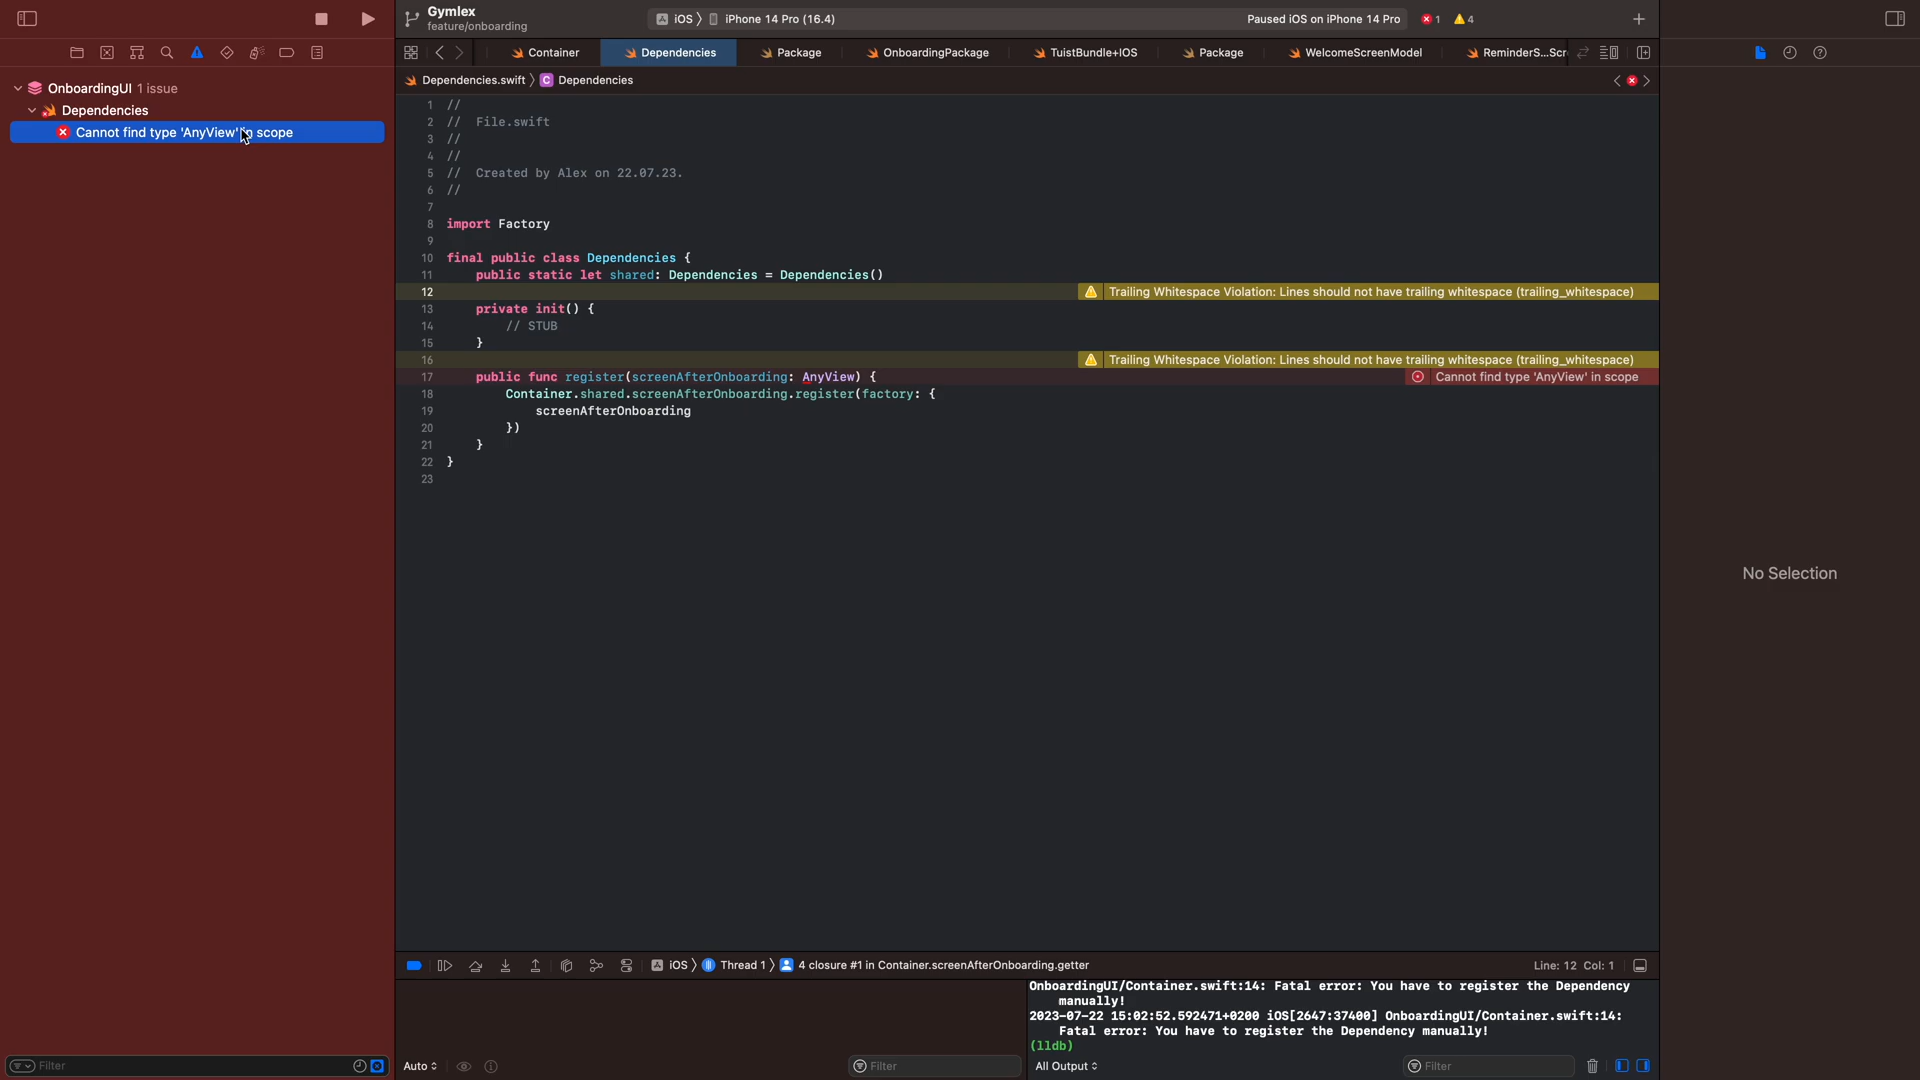 Gymlex
feature/onboarding
iOS
iPhone 14 Pro (16.4)
Paused iOS on iPhone 14 Pro
1
4
Container
Dependencies
Package
OnboardingPackage
TuistBundle+IOS
Package
WelcomeScreenModel
ReminderS...Scr
OnboardingUI 1 issue
Dependencies
Cannot find type 'AnyView' in scope
Dependencies.swift
C
Dependencies
1 //
2 // File.swift
3 //
4 //
5 // Created by Alex on 22.07.23.
6 //
7
8 import Factory
9
10 final public class Dependencies {
11 public static let shared: Dependencies = Dependencies()
12
Trailing Whitespace Violation: Lines should not have trailing whitespace (trailing_whitespace)
13 private init() {
14 // STUB
15 }
16
Trailing Whitespace Violation: Lines should not have trailing whitespace (trailing_whitespace)
17 public func register(screenAfterOnboarding: AnyView) {
Cannot find type 'AnyView' in scope
18 Container.shared.screenAfterOnboarding.register(factory: {
19 screenAfterOnboarding
20 })
21 }
22 }
23
No Selection
iOS
Thread 1
4 closure #1 in Container.screenAfterOnboarding.getter
Line: 12 Col: 1
OnboardingUI/Container.swift:14: Fatal error: You have to register the Dependency
manually!
2023-07-22 15:02:52.592471+0200 iOS[2647:37400] OnboardingUI/Container.swift:14:
Fatal error: You have to register the Dependency manually!
(lldb)
Filter
Auto
Filter
All Output
Filter